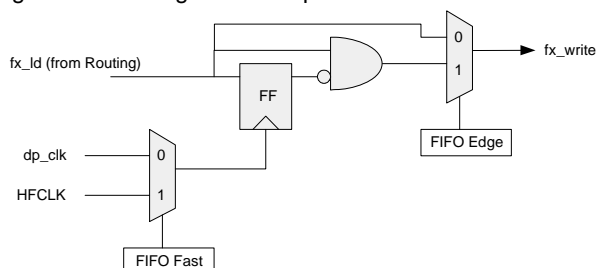 0
fx_ld (from Routing)
fx_write
1
FF
FIFO Edge
dp_clk
0
HFCLK
1
FIFO Fast